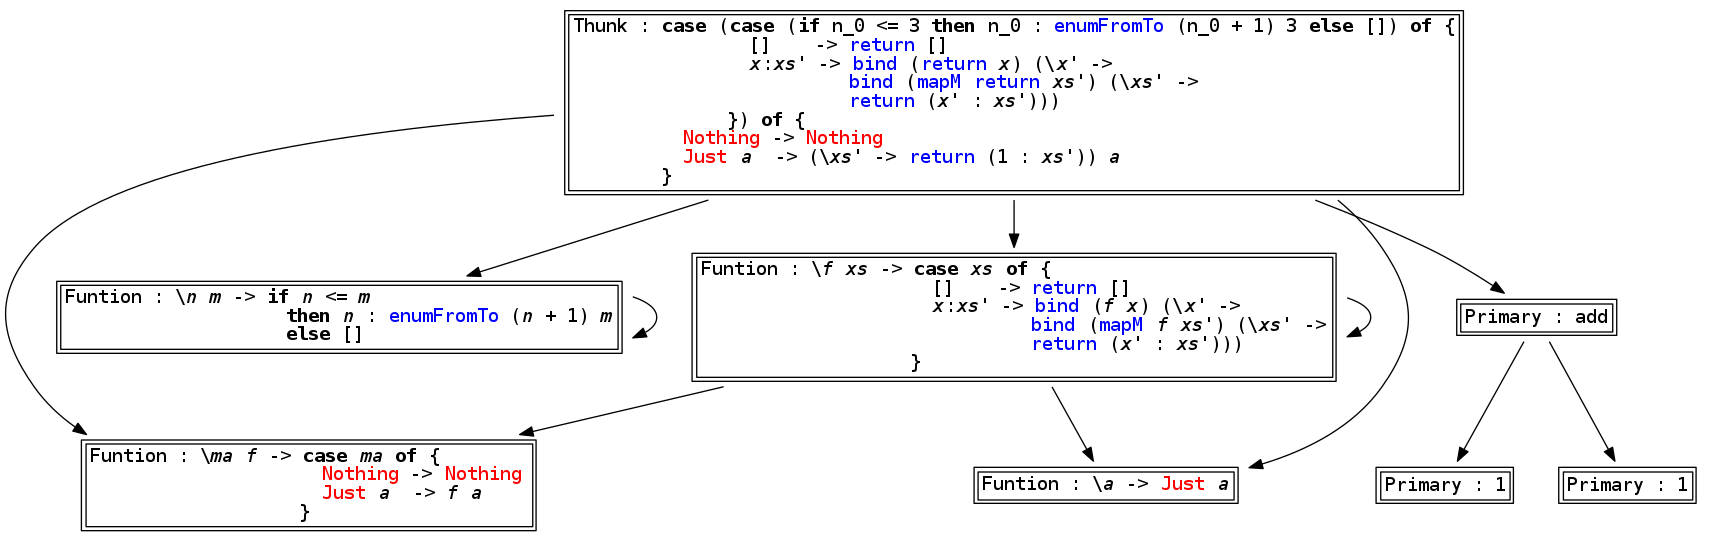 Thunk : case (case (if n_0 <= 3 then n_0 : enumFromTo (n_0 + 1) 3 else []) of {
[]    -> return []
x:xs' -> bind (return x) (\x' ->
bind (mapM return xs') (\xs' ->
return (x' : xs')))
}) of {
Nothing -> Nothing
Just a  -> (\xs' -> return (1 : xs')) a
}
Funtion : \n m -> if n <= m
then n : enumFromTo (n + 1) m
else []
Funtion : \f xs -> case xs of {
[]    -> return []
x:xs' -> bind (f x) (\x' ->
bind (mapM f xs') (\xs' ->
return (x' : xs')))
}
Primary : add
Funtion : \ma f -> case ma of {
Nothing -> Nothing
Just a  -> f a
}
Funtion : \a -> Just a
Primary : 1
Primary : 1